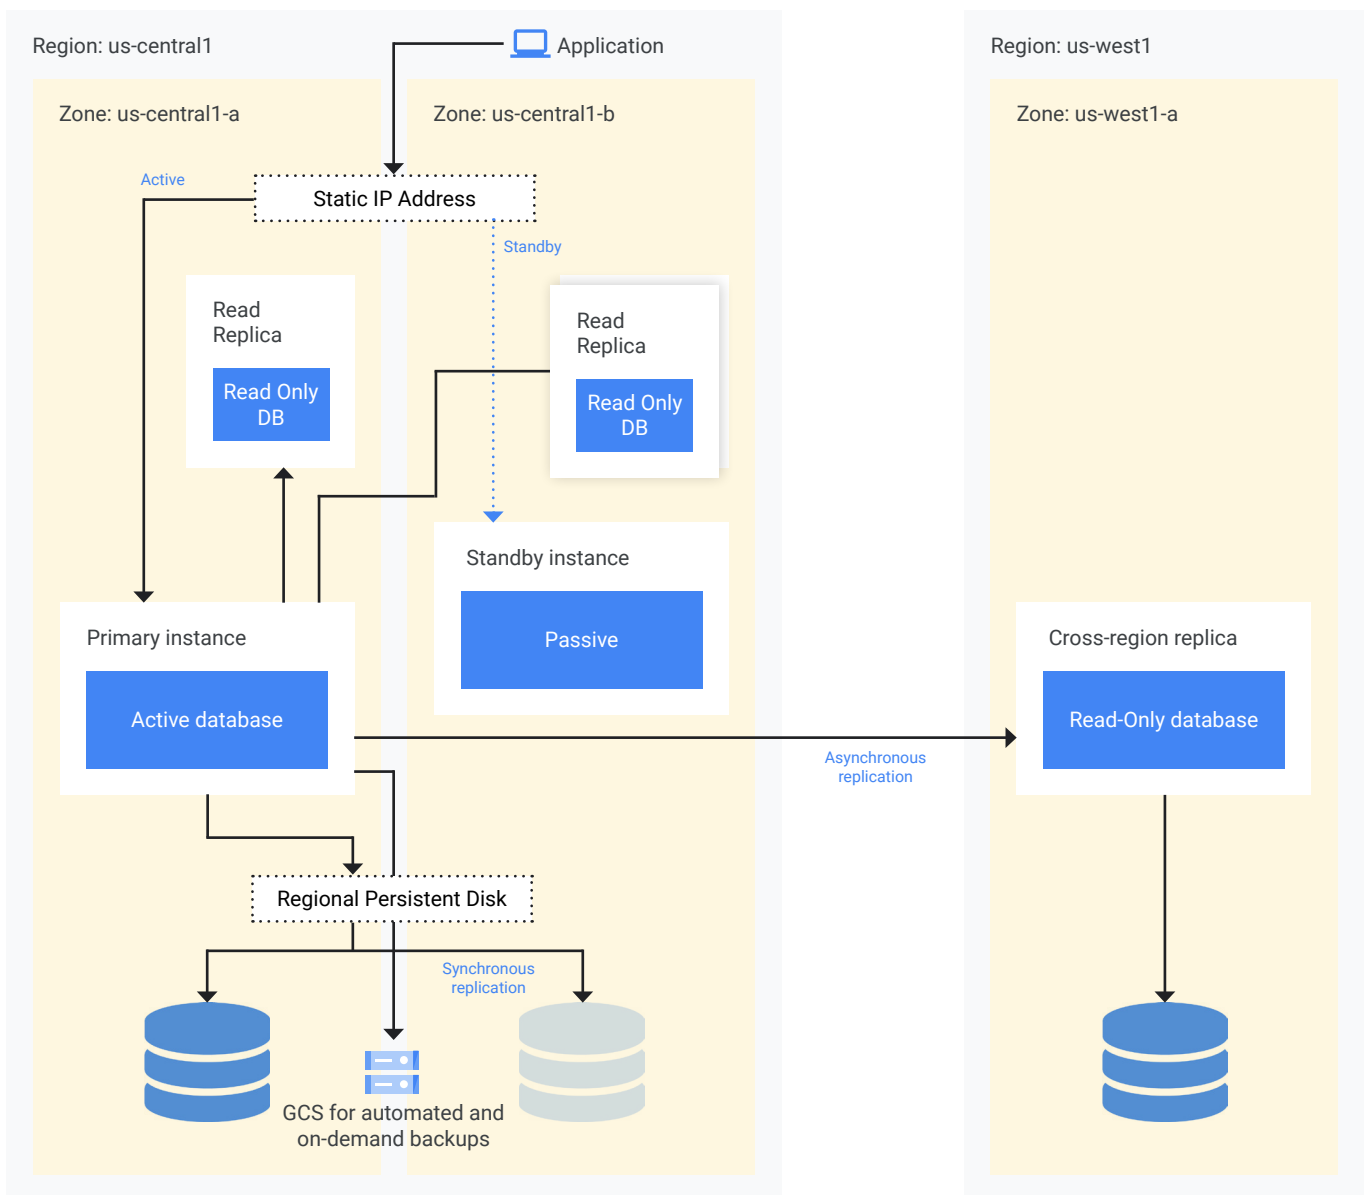 Region: us-central1
Application
Region: us-west1
Zone: us-central1-a
Zone: us-central1-b
Zone: us-west1-a
Active
Static IP Address
Standby
Read
Replica
Read Only
DB
Read
Replica
Read Only
DB
Standby instance
Passive
Primary instance
Active database
Cross-region replica
Read-Only database
Asynchronous
replication
Regional Persistent Disk
Synchronous
replication
GCS for automated and
on-demand backups